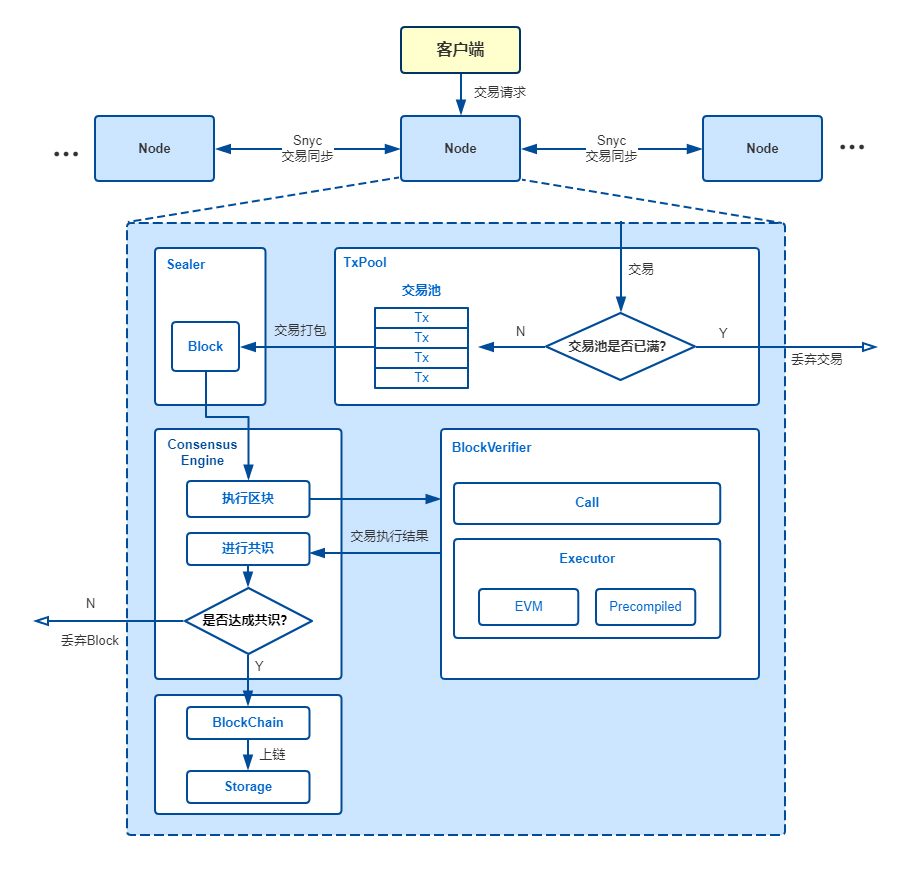 客户端
交易请求
Node
Snyc
交易同步
Node
Snyc
交易同步
Node
...
...
Sealer
Block
交易打包
TxPool
交易池
Tx
Tx
Tx
Tx
交易
N
交易池是否已满?
Y
丢弃交易
Consensus
Engine
执行区块
进行共识
是否达成共识?
N
丢弃Block
Y
交易执行结果
BlockVerifier
Call
Executor
EVM
Precompiled
BlockChain
上链
Storage